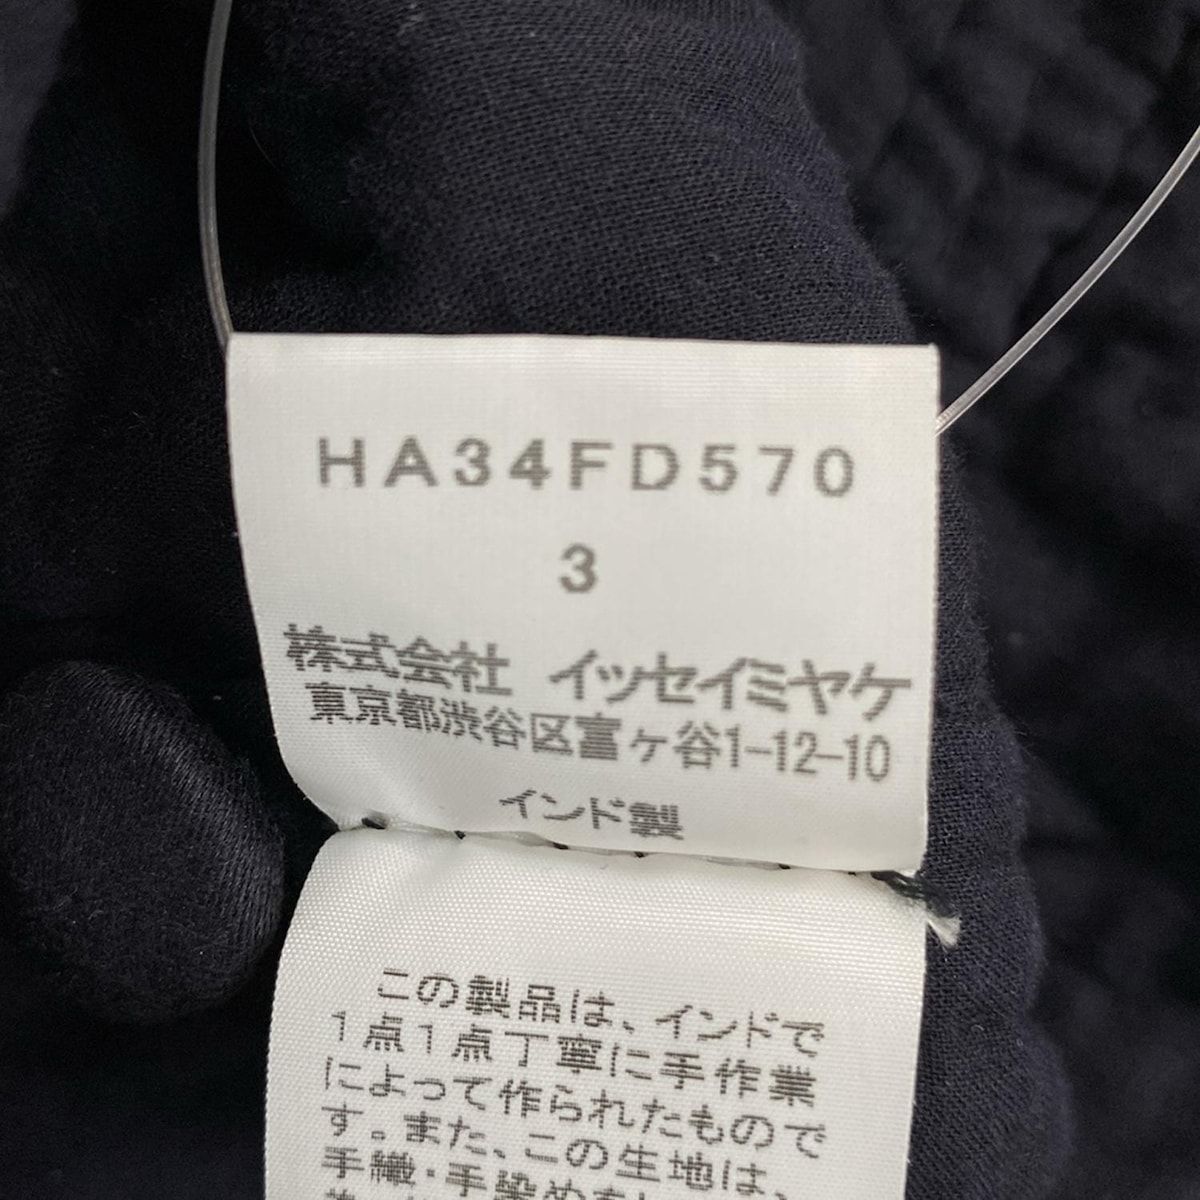 HA34FD570
3
株式会社 イッセイミヤケ
東京都渋谷区富ヶ谷1-12-10
インド製
この製品は、インドで
1点1点丁寧に手作業
によって作られたもので
す。また、この生地は、
手織・手染めを